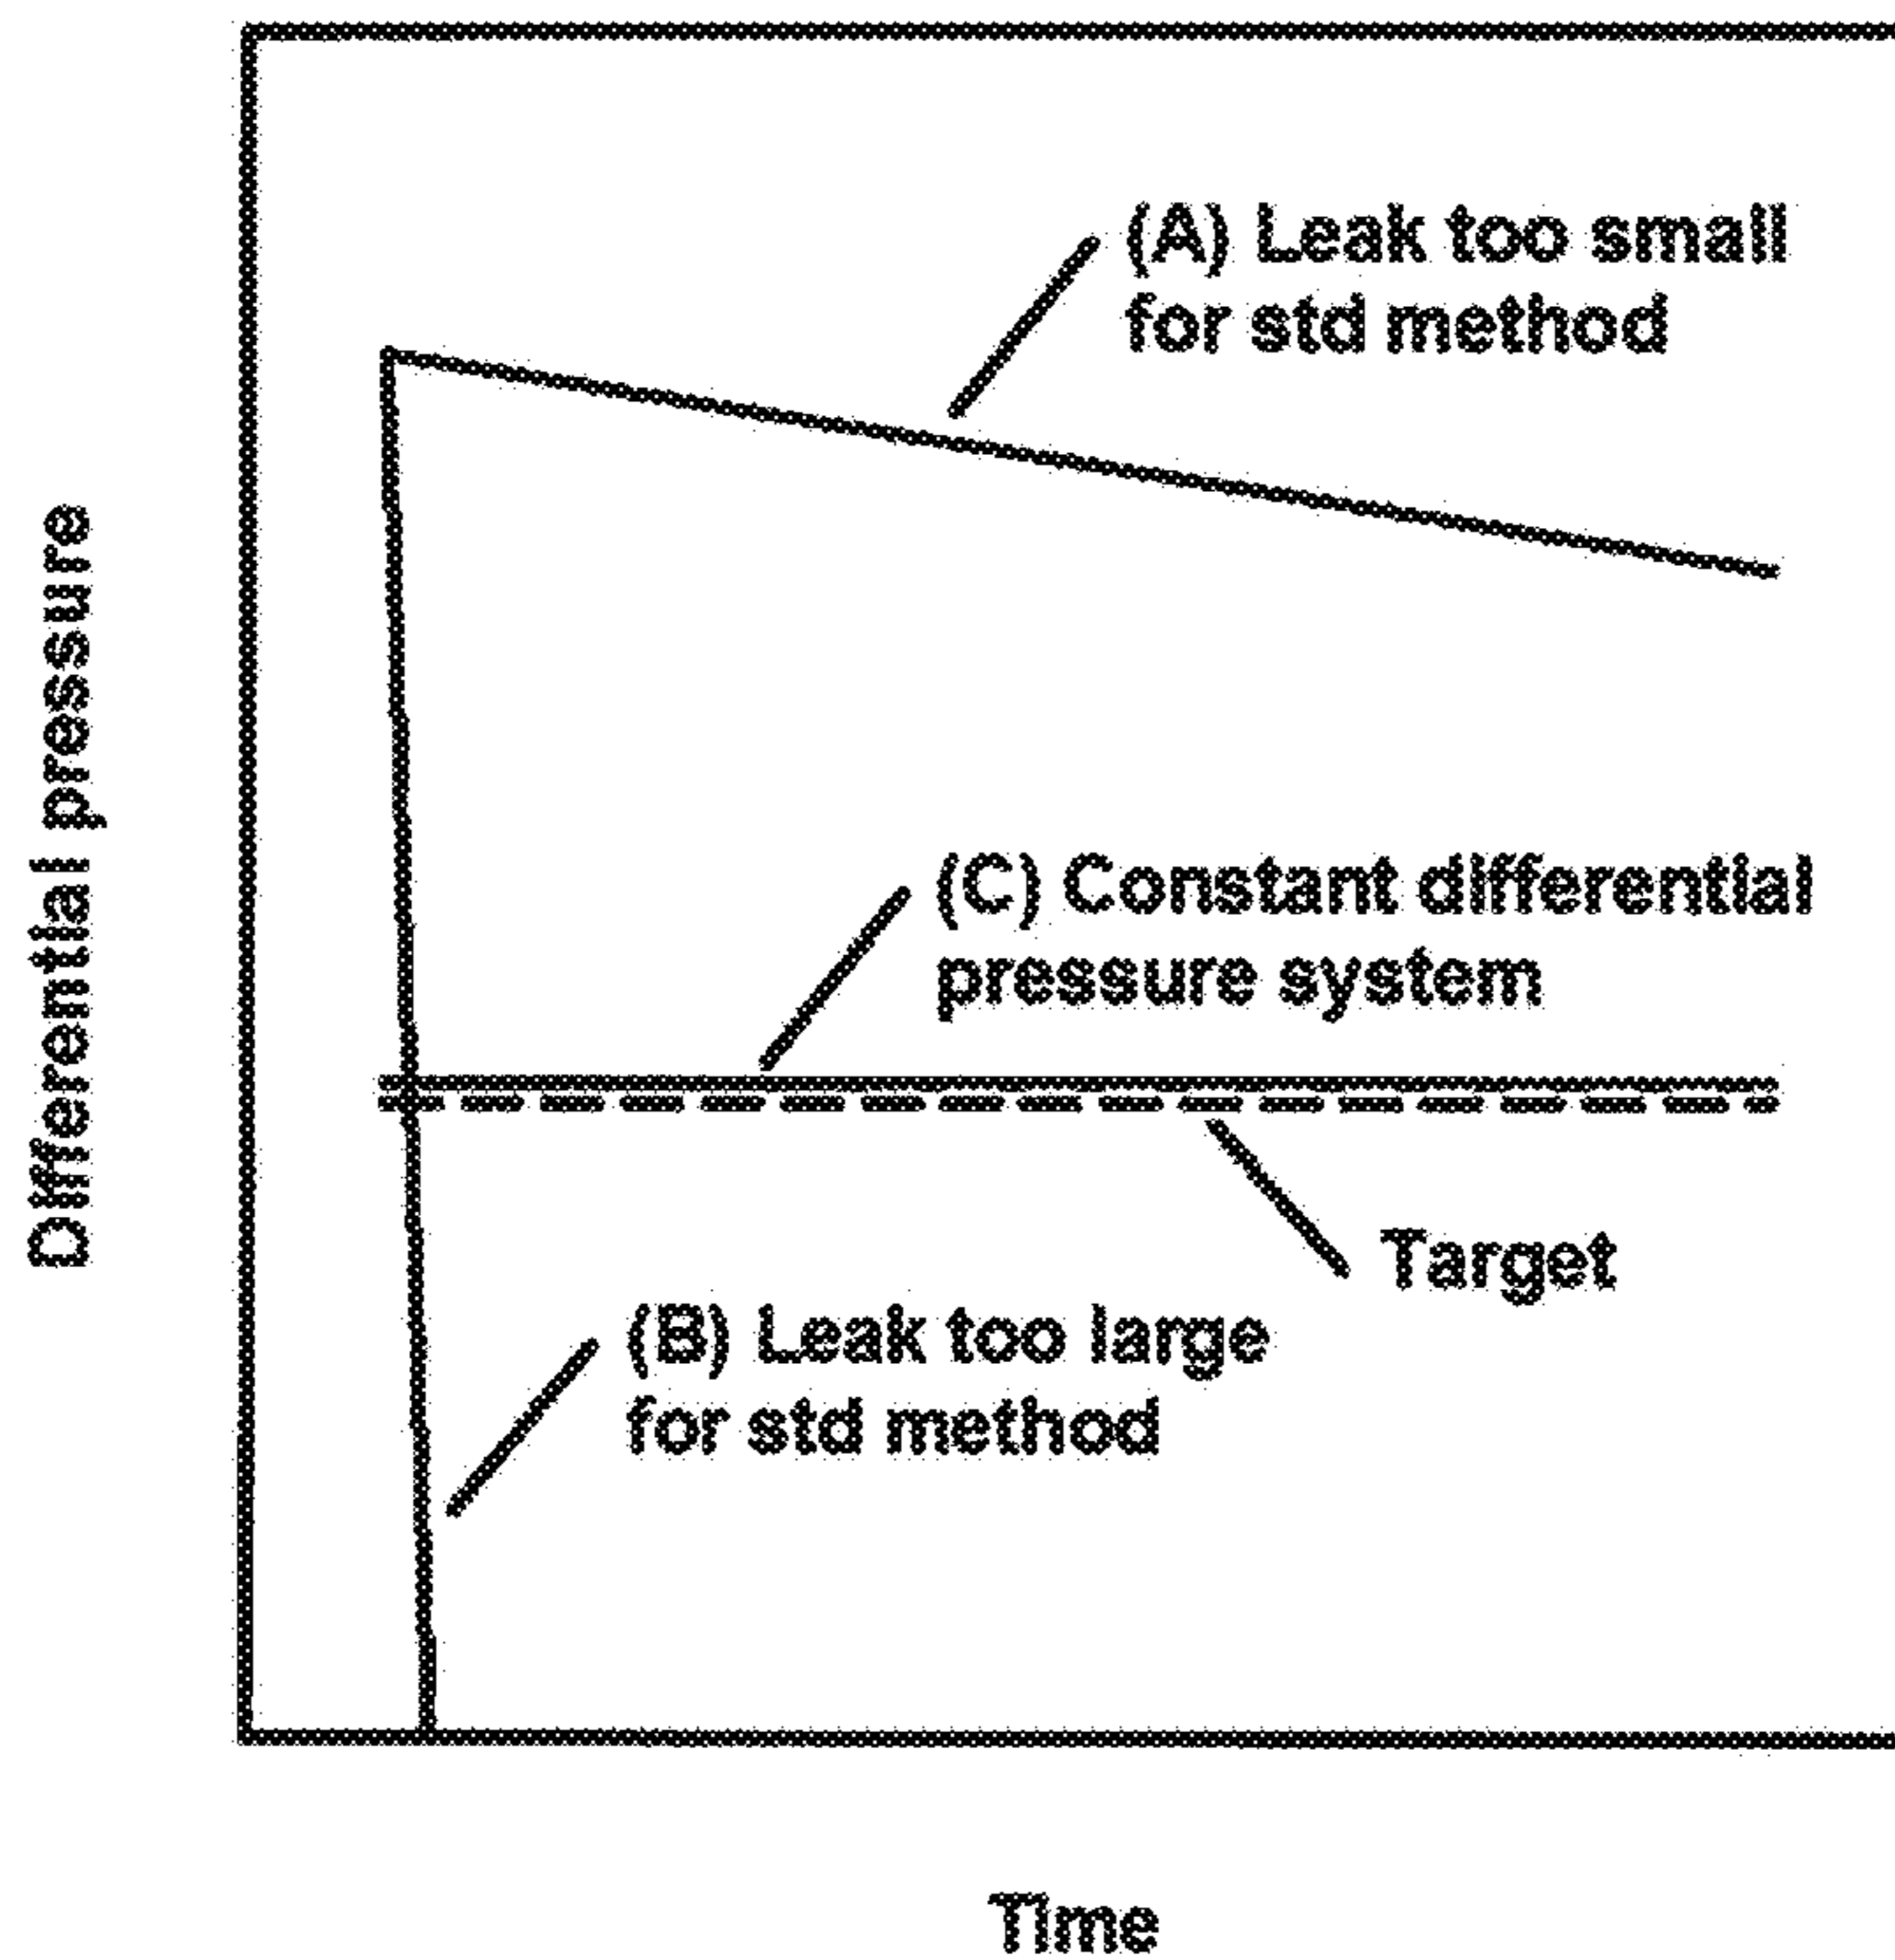 (A) Leak too small
for std method
Differential pressure
(C) Constant differential
pressure system
Target
(B) Leak too large
for std method
Time